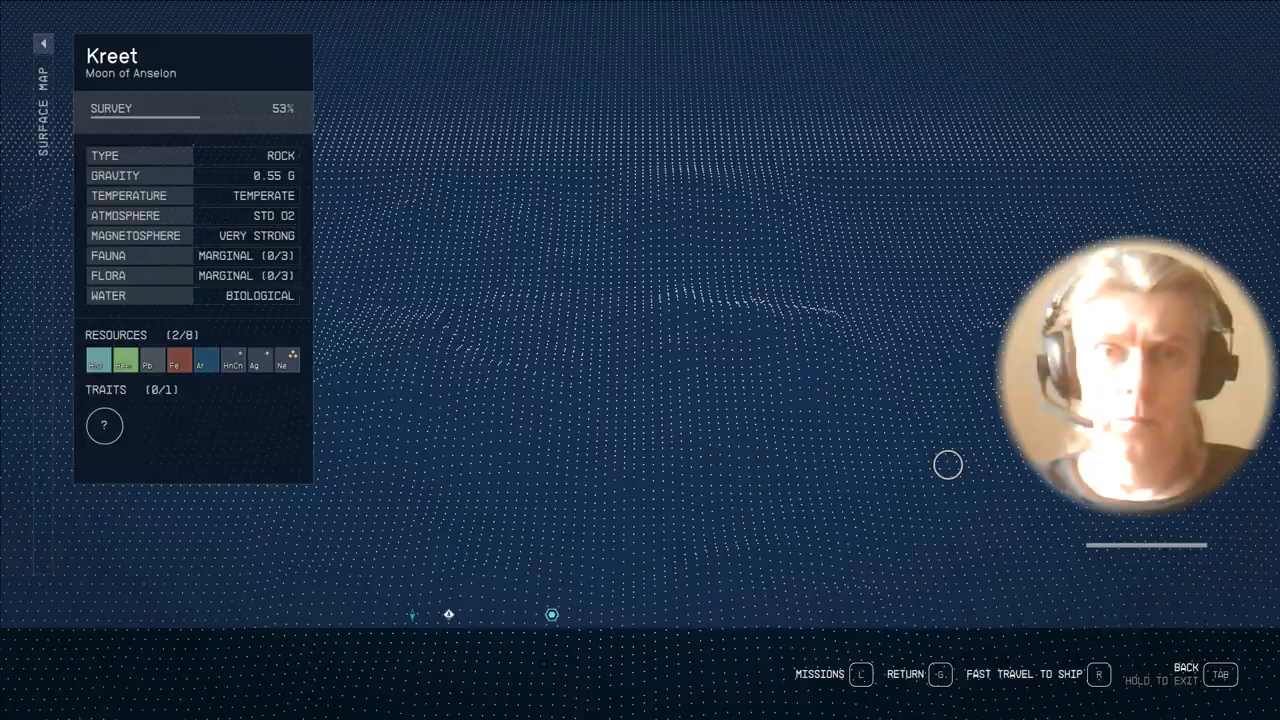 Kreet
Moon of Anselon
SURFACE MAP
SURVEY 53%
TYPE ROCK
GRAVITY 0.55 G
TEMPERATURE TEMPERATE
ATMOSPHERE STD O2
MAGNETOSPHERE VERY STRONG
FAUNA MARGINAL (0/3)
FLORA MARGINAL (0/3)
WATER BIOLOGICAL
RESOURCES (2/8)
Pb Fe Ar HnCn Ag Ne
TRAITS (0/1)
?
MISSIONS L RETURN G FAST TRAVEL TO SHIP R BACK TAB
HOLD TO EXIT